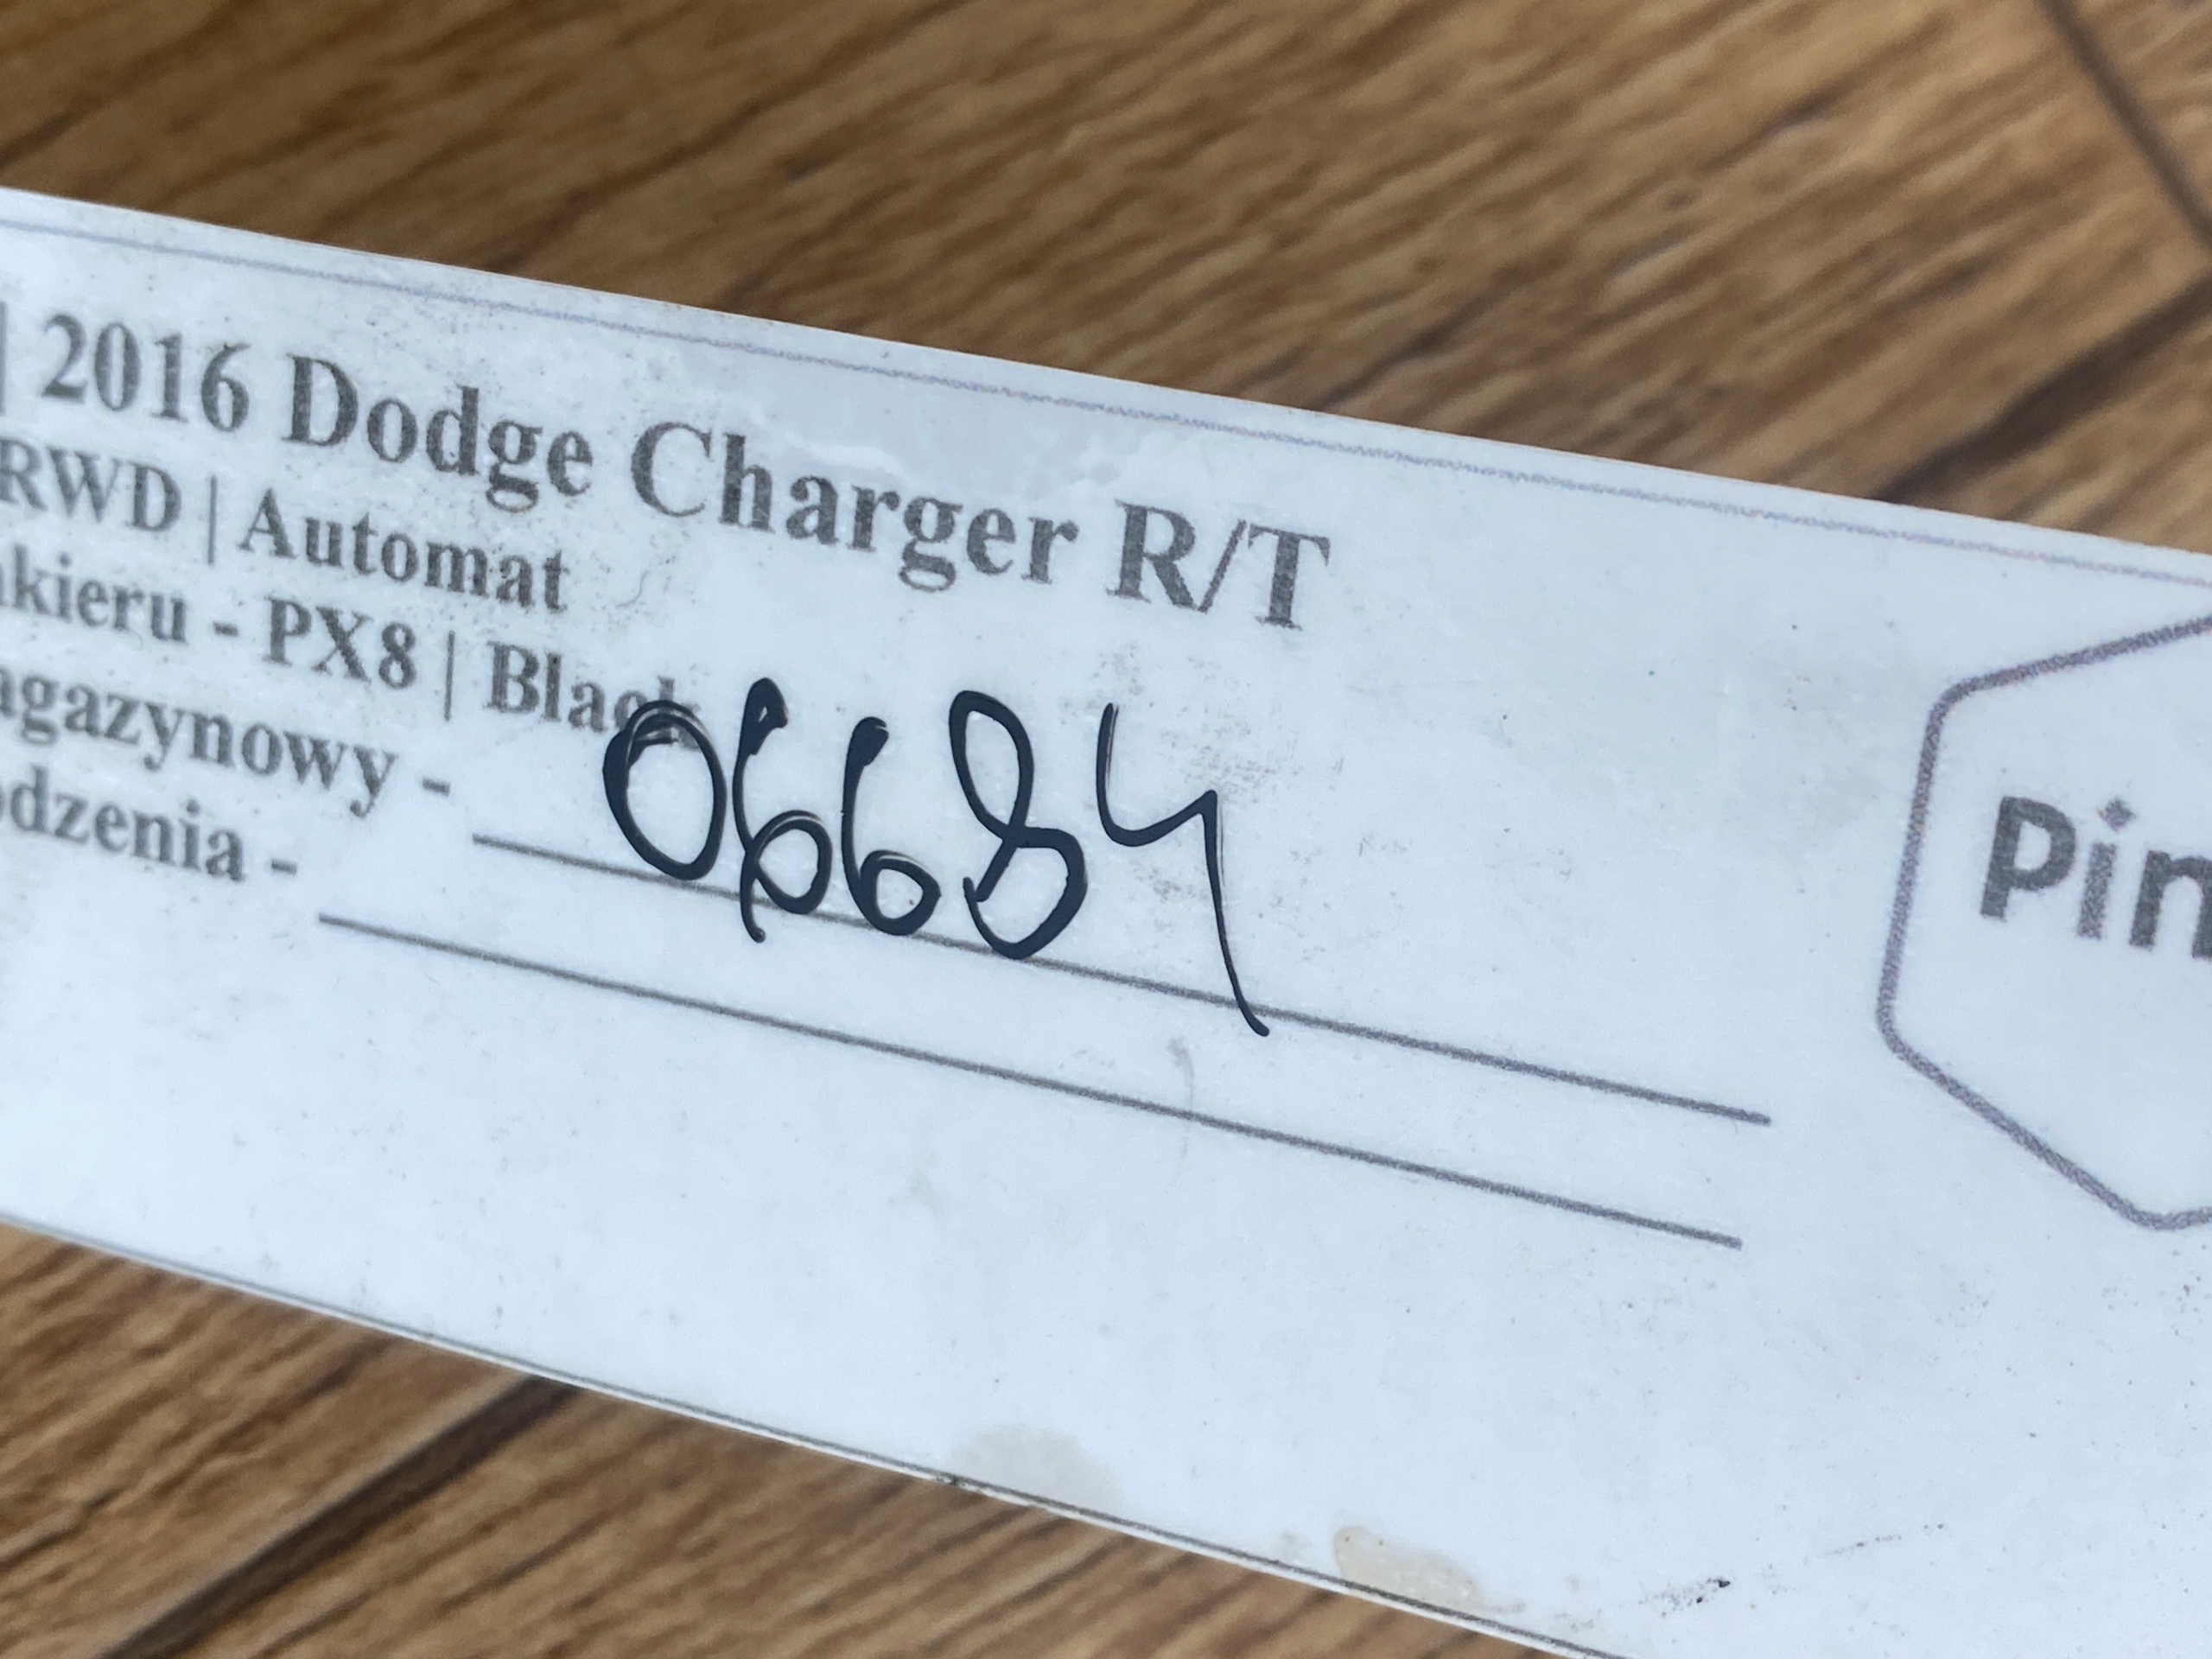 | 2016 Dodge Charger R/T
RWD | Automat
akieru - PX8 | Black
agazynowy - 06684
odzenia -
Pin